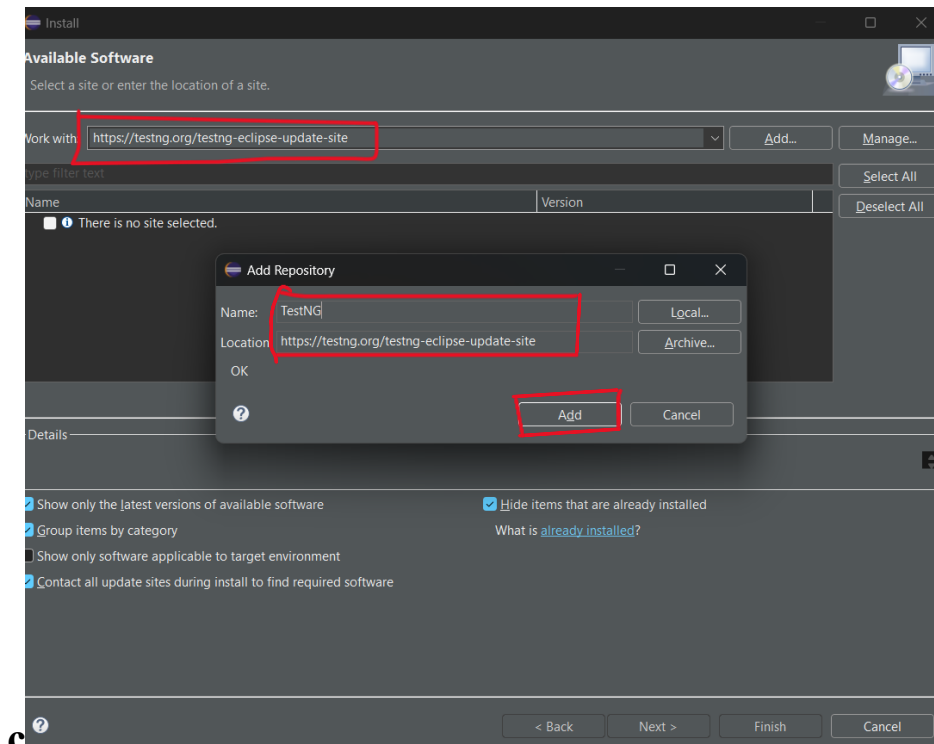 Install
Available Software
Select a site or enter the location of a site.
Work with: https://testng.org/testng-eclipse-update-site Add... Manage...
type filter text Select All
Name Version Deselect All
There is no site selected.
Add Repository
Name: TestNG Local...
Location: https://testng.org/testng-eclipse-update-site Archive...
OK
Add Cancel
Details
Show only the latest versions of available software Hide items that are already installed
Group items by category What is already installed?
Show only software applicable to target environment
Contact all update sites during install to find required software
< Back Next > Finish Cancel
c